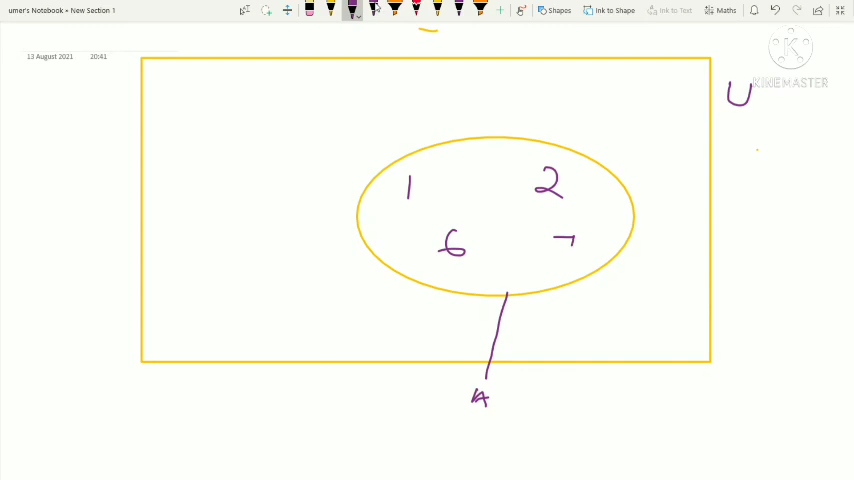 umer's Notebook » New Section 1
Shapes Ink to Shape Ink to Text Maths
13 August 2021 20:41
K
KINEMASTER
U
1 2
6 7
A